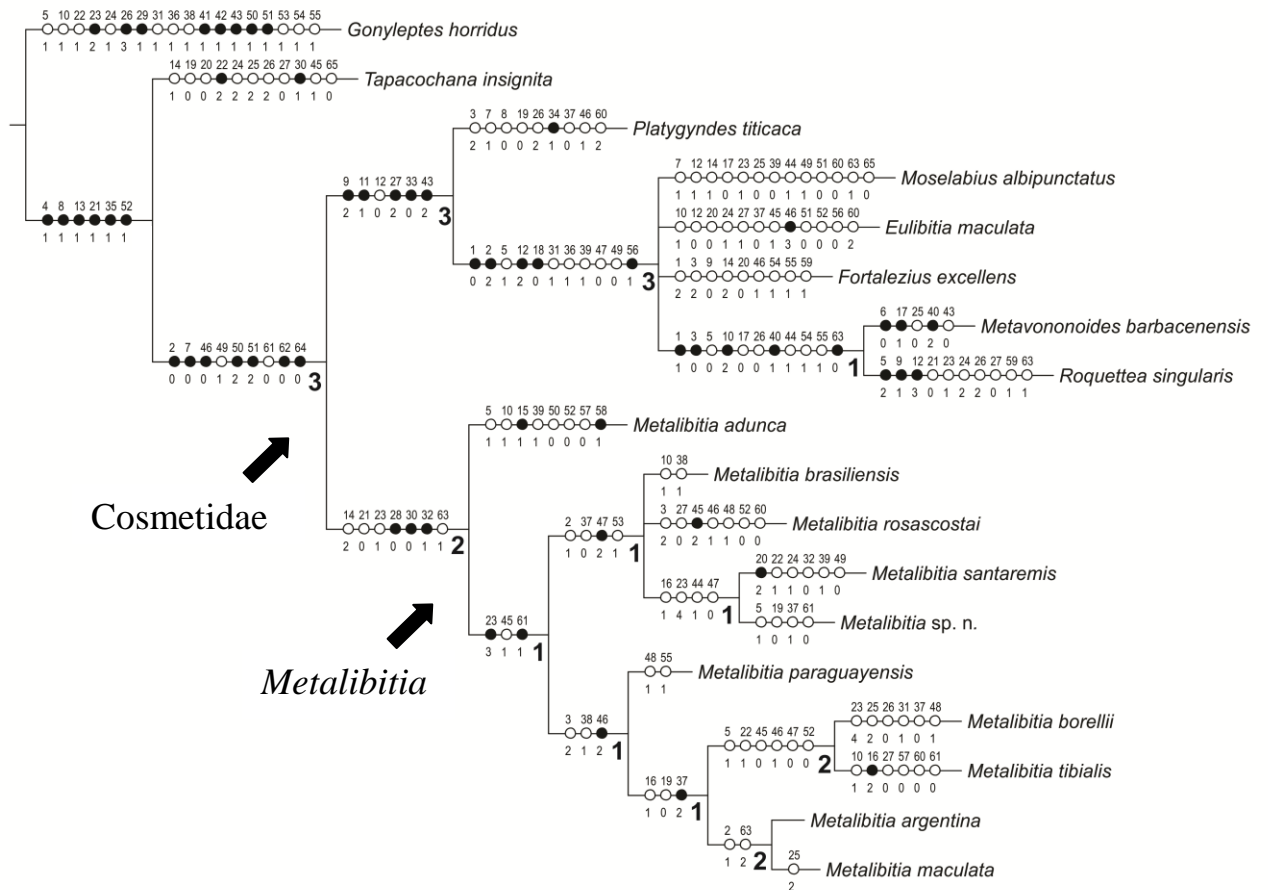 5 10 22 23 24 26 29 31 36 38 41 42 43 50 51 53 54 55
Gonyleptes horridus
1 1 1 2 1 3 1 1 1 1 1 1 1 1 1 1 1 1
14 19 20 22 24 25 26 27 30 45 65
Tapacochana insignita
1 0 0 2 2 2 2 0 1 1 0
3 7 8 19 26 34 37 46 60
Platygyndes titicaca
2 1 0 0 2 1 0 1 2
7 12 14 17 23 25 39 44 49 51 60 63 65
Moselabius albipunctatus
1 1 1 0 1 0 0 1 1 0 0 1 0
9 11 12 27 33 43
2 1 0 2 0 2
3
10 12 20 24 27 37 45 46 51 52 56 60
Eulibitia maculata
1 0 0 1 1 0 1 3 0 0 0 2
4 8 13 21 35 52
1 1 1 1 1 1
1 2 5 12 18 31 36 39 47 49 56
0 2 1 2 0 1 1 1 0 0 1
3
1 3 9 14 20 46 54 55 59
Fortalezius excellens
2 2 0 2 0 1 1 1 1
6 17 25 40 43
Metavononoides barbacenensis
0 1 0 2 0
1 3 5 10 17 26 40 44 54 55 63
1 0 0 2 0 0 1 1 1 1 0
1
2 7 46 49 50 51 61 62 64
0 0 0 1 2 2 0 0 0
3
5 9 12 21 23 24 26 27 59 63
Roquettea singularis
2 1 3 0 1 2 2 0 1 1
5 10 15 39 50 52 57 58
Metalibitia adunca
1 1 1 1 0 0 0 1
Cosmetidae
10 38
Metalibitia brasiliensis
1 1
14 21 23 28 30 32 63
2 0 1 0 0 1 1
2
3 27 45 46 48 52 60
Metalibitia rosascostai
2 0 2 1 1 0 0
2 37 47 53
1 0 2 1
1
20 22 24 32 39 49
Metalibitia santaremis
2 1 1 0 1 0
16 23 44 47
1 4 1 0
1
5 19 37 61
Metalibitia sp. n.
1 0 1 0
23 45 61
3 1 1
1
Metalibitia
48 55
Metalibitia paraguayensis
1 1
3 38 46
2 1 2
1
23 25 26 31 37 48
Metalibitia borellii
4 2 0 1 0 1
5 22 45 46 47 52
1 1 0 1 0 0
2
10 16 27 57 60 61
Metalibitia tibialis
1 2 0 0 0 0
16 19 37
1 0 2
1
Metalibitia argentina
2 63
1 2
2
25
Metalibitia maculata
2